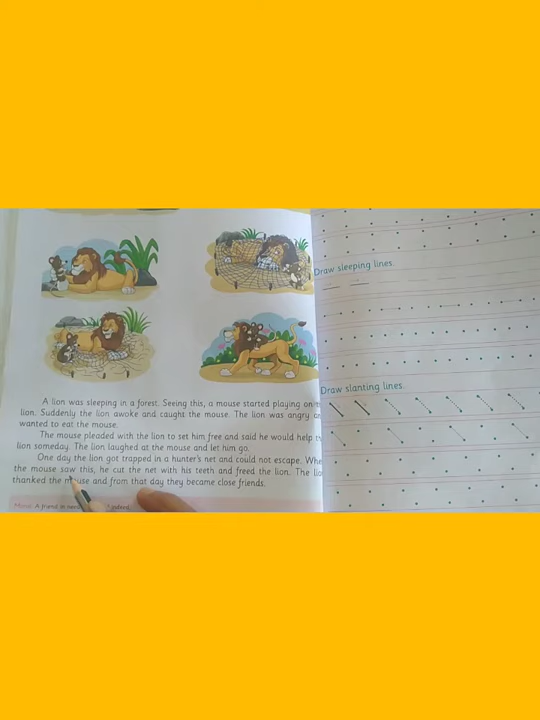 A lion was sleeping in a forest. Seeing this, a mouse started playing on
lion. Suddenly the lion awoke and caught the mouse. The lion was angry
wanted to eat the mouse.
The mouse pleaded with the lion to set him free and said he would help
lion someday. The lion laughed at the mouse and let him go.
One day the lion got trapped in a hunter's net and could not escape. Whe
the mouse saw this, he cut the net with his teeth and freed the lion. The lio
thanked the mouse and from that day they became close friends.
A friend in
Draw sleeping lines.
Draw slanting lines.